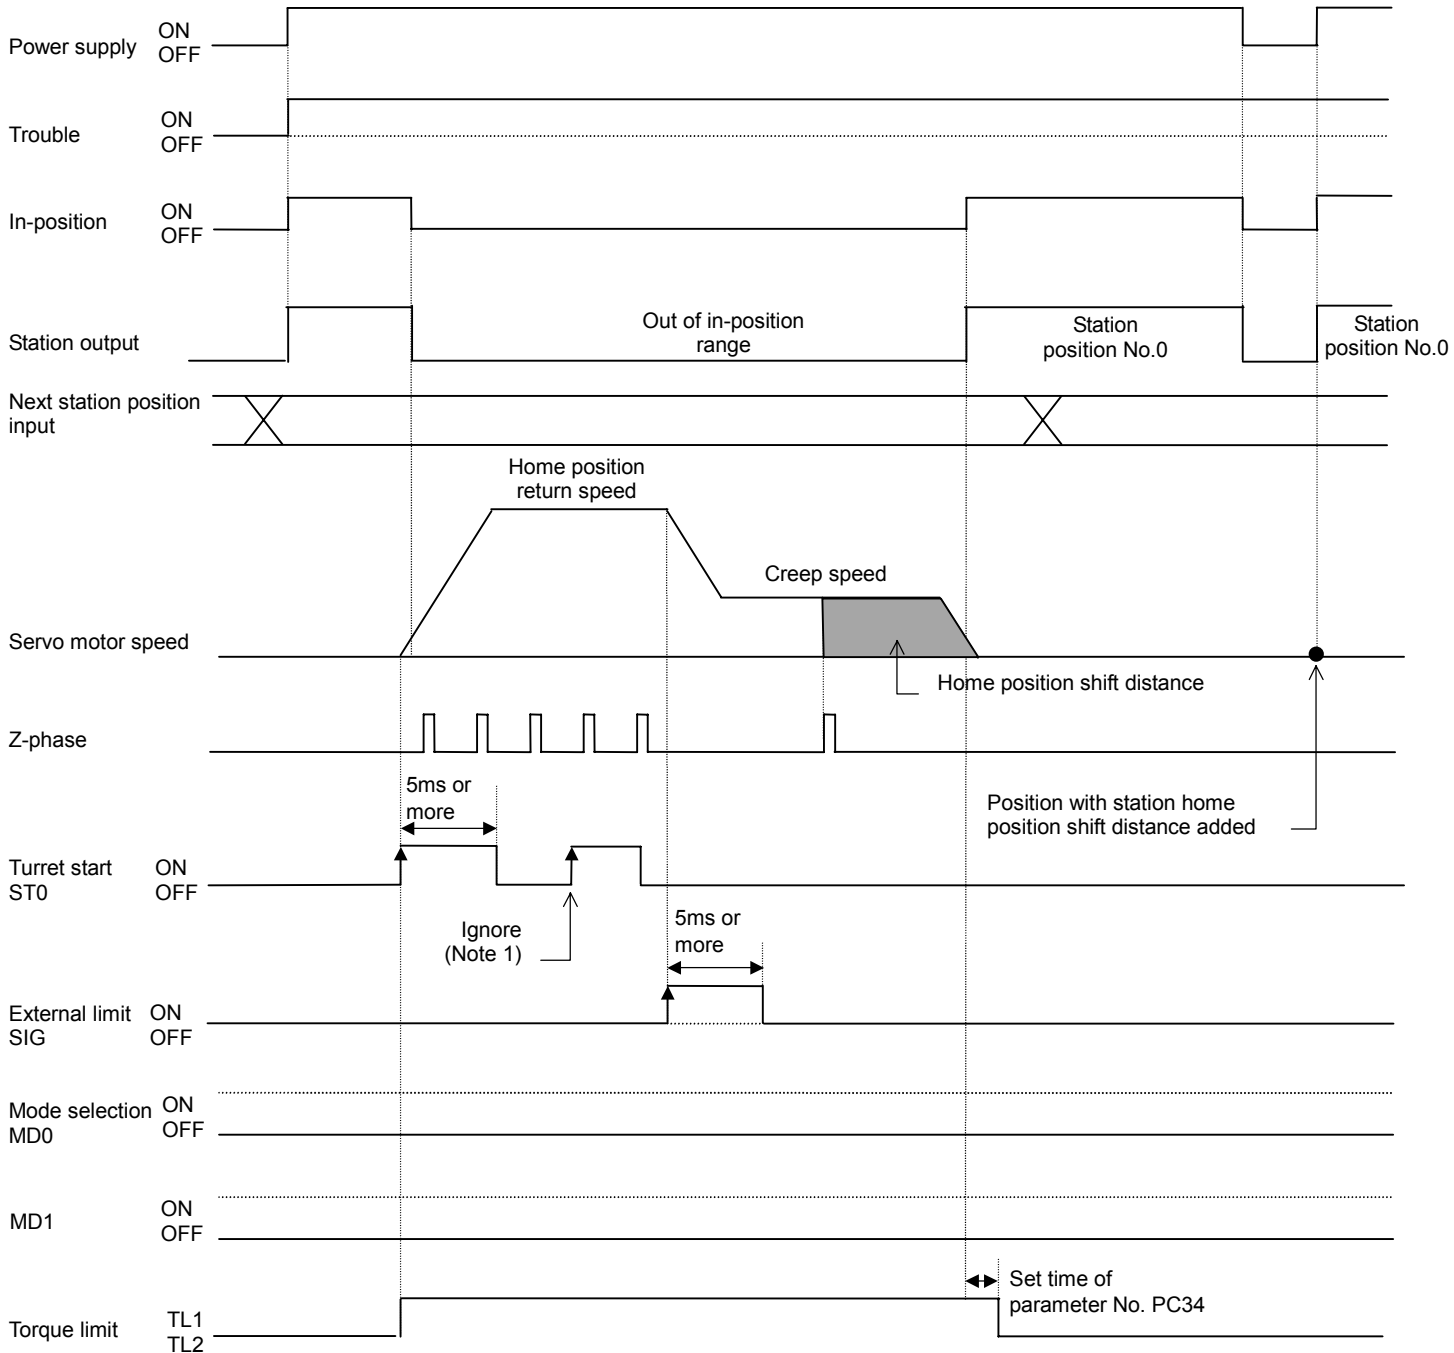 Power supply
ON
OFF
Trouble
ON
OFF
In-position
ON
OFF
Station output
Out of in-position
range
Station
position No.0
Station
position No.0
Next station position
input
Home position
return speed
Creep speed
Servo motor speed
Home position shift distance
Z-phase
5ms or
more
Position with station home
position shift distance added
Turret start
ST0
ON
OFF
Ignore
(Note 1)
5ms or
more
External limit
SIG
ON
OFF
Mode selection
MD0
ON
OFF
MD1
ON
OFF
Set time of
parameter No. PC34
Torque limit
TL1
TL2